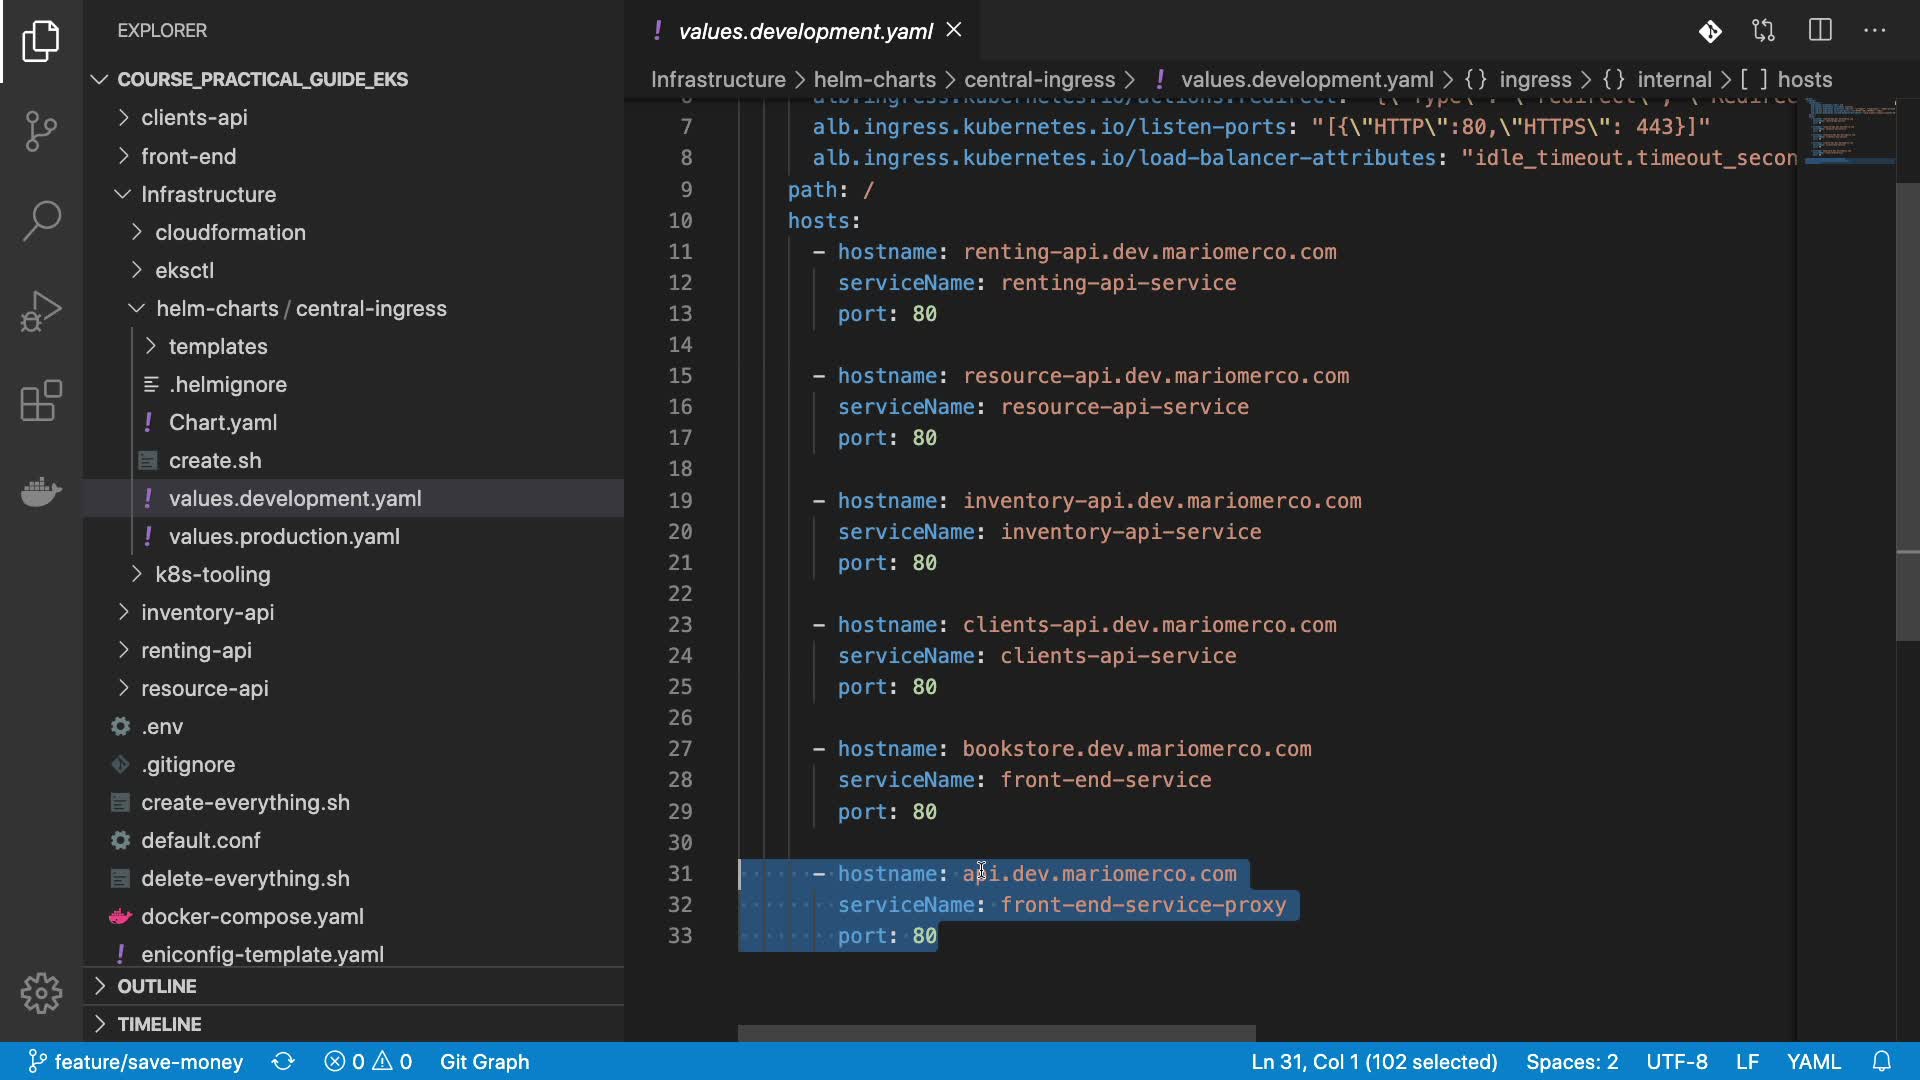 EXPLORER
COURSE_PRACTICAL_GUIDE_EKS
clients-api
front-end
Infrastructure
cloudformation
eksctl
helm-charts / central-ingress
templates
.helmignore
Chart.yaml
create.sh
values.development.yaml
values.production.yaml
k8s-tooling
inventory-api
renting-api
resource-api
.env
.gitignore
create-everything.sh
default.conf
delete-everything.sh
docker-compose.yaml
eniconfig-template.yaml
OUTLINE
TIMELINE
! values.development.yaml
Infrastructure > helm-charts > central-ingress > ! values.development.yaml > {} ingress > {} internal > [ ] hosts
7 alb.ingress.kubernetes.io/listen-ports: "[{\"HTTP\":80,\"HTTPS\": 443}]"
8 alb.ingress.kubernetes.io/load-balancer-attributes: "idle_timeout.timeout_secon
9 path: /
10 hosts:
11 - hostname: renting-api.dev.mariomerco.com
12 serviceName: renting-api-service
13 port: 80
14
15 - hostname: resource-api.dev.mariomerco.com
16 serviceName: resource-api-service
17 port: 80
18
19 - hostname: inventory-api.dev.mariomerco.com
20 serviceName: inventory-api-service
21 port: 80
22
23 - hostname: clients-api.dev.mariomerco.com
24 serviceName: clients-api-service
25 port: 80
26
27 - hostname: bookstore.dev.mariomerco.com
28 serviceName: front-end-service
29 port: 80
30
31 - hostname: api.dev.mariomerco.com
32 serviceName: front-end-service-proxy
33 port: 80
feature/save-money 0 0 Git Graph Ln 31, Col 1 (102 selected) Spaces: 2 UTF-8 LF YAML